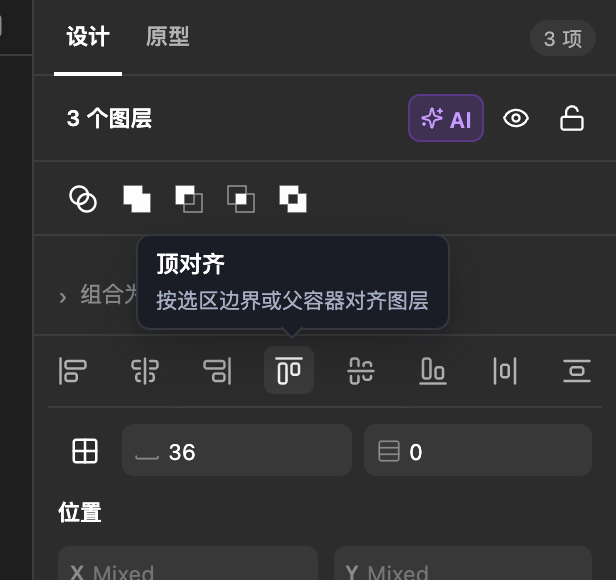 设计 原型 3 项
3 个图层 AI
顶对齐
按选区边界或父容器对齐图层
组合为
36 0
位置
X Mixed Y Mixed